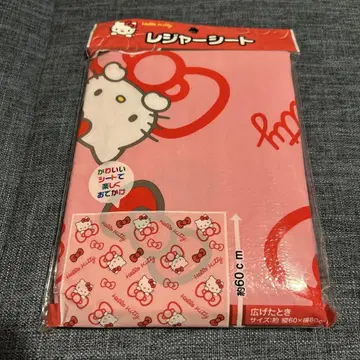 Hello Kitty
レジャーシート
かわいい
シートで
楽しく
おでかけ
約60cm
広げたとき
サイズ:約 縦60×横